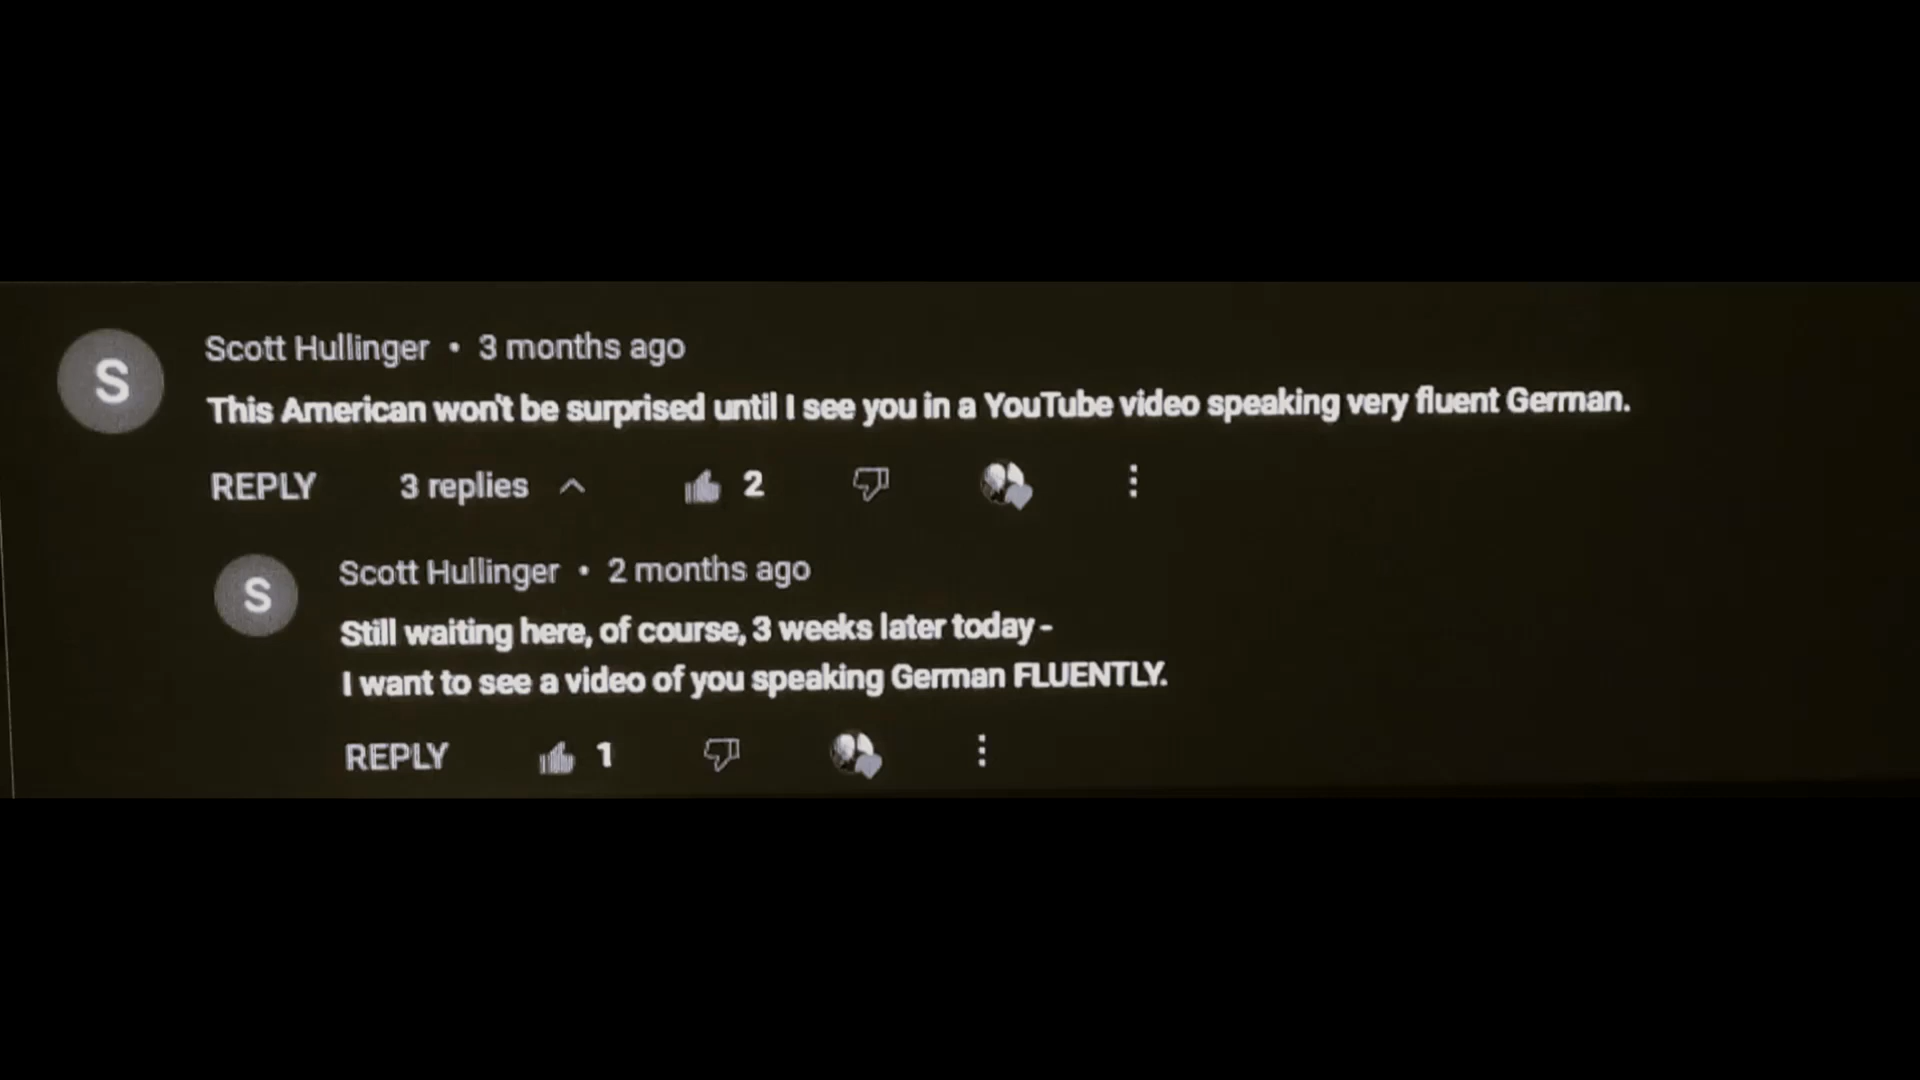 S
Scott Hullinger • 3 months ago
This American won't be surprised until I see you in a YouTube video speaking very fluent German.
REPLY 3 replies 2
S
Scott Hullinger • 2 months ago
Still waiting here, of course, 3 weeks later today -
I want to see a video of you speaking German FLUENTLY.
REPLY 1